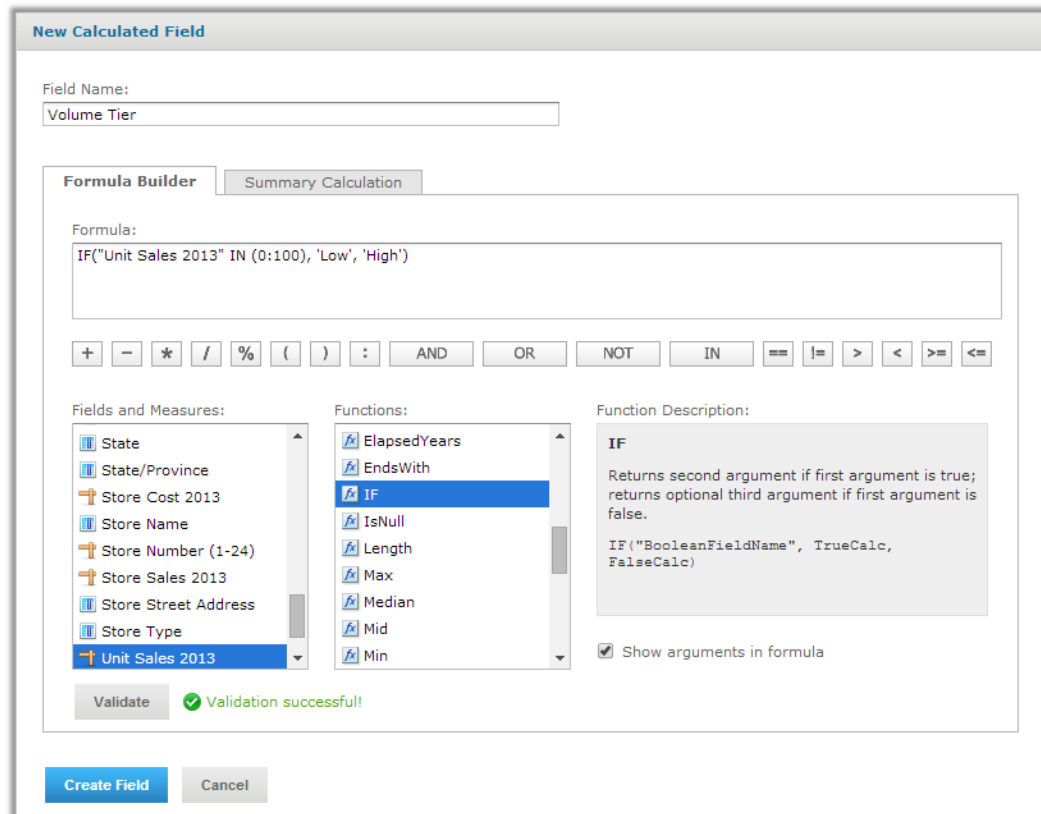 New Calculated Field
Field Name:
Volume Tier
Formula Builder
Summary Calculation
Formula:
IF("Unit Sales 2013" IN (0:100), 'Low', 'High')
+ − * / % ( ) : AND OR NOT IN == != > < >= <=
Fields and Measures:
State
State/Province
Store Cost 2013
Store Name
Store Number (1-24)
Store Sales 2013
Store Street Address
Store Type
Unit Sales 2013
Functions:
ElapsedYears
EndsWith
IF
IsNull
Length
Max
Median
Mid
Min
Function Description:
IF
Returns second argument if first argument is true;
returns optional third argument if first argument is
false.
IF("BooleanFieldName", TrueCalc,
FalseCalc)
Show arguments in formula
Validate
Validation successful!
Create Field
Cancel